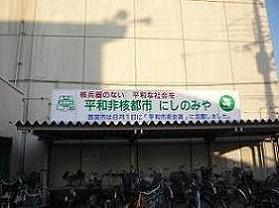 核兵器のない 平和な社会を
平和非核都市 にしのみや
西宮市は8月1日に「平和市長会議」に加盟しました。